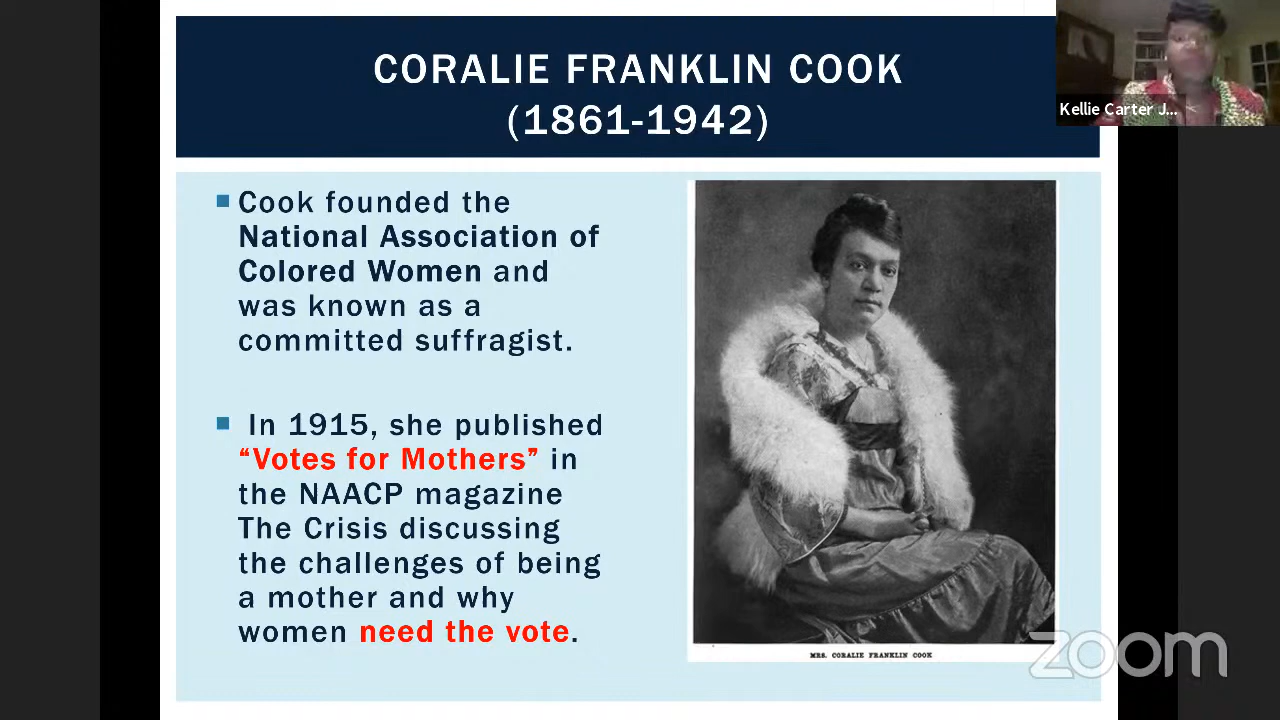 CORALIE FRANKLIN COOK
(1861-1942)
Kellie Carter J...
Cook founded the
National Association of
Colored Women and
was known as a
committed suffragist.
In 1915, she published
“Votes for Mothers” in
the NAACP magazine
The Crisis discussing
the challenges of being
a mother and why
women need the vote.
MRS. CORALIE FRANKLIN COOK
zoom